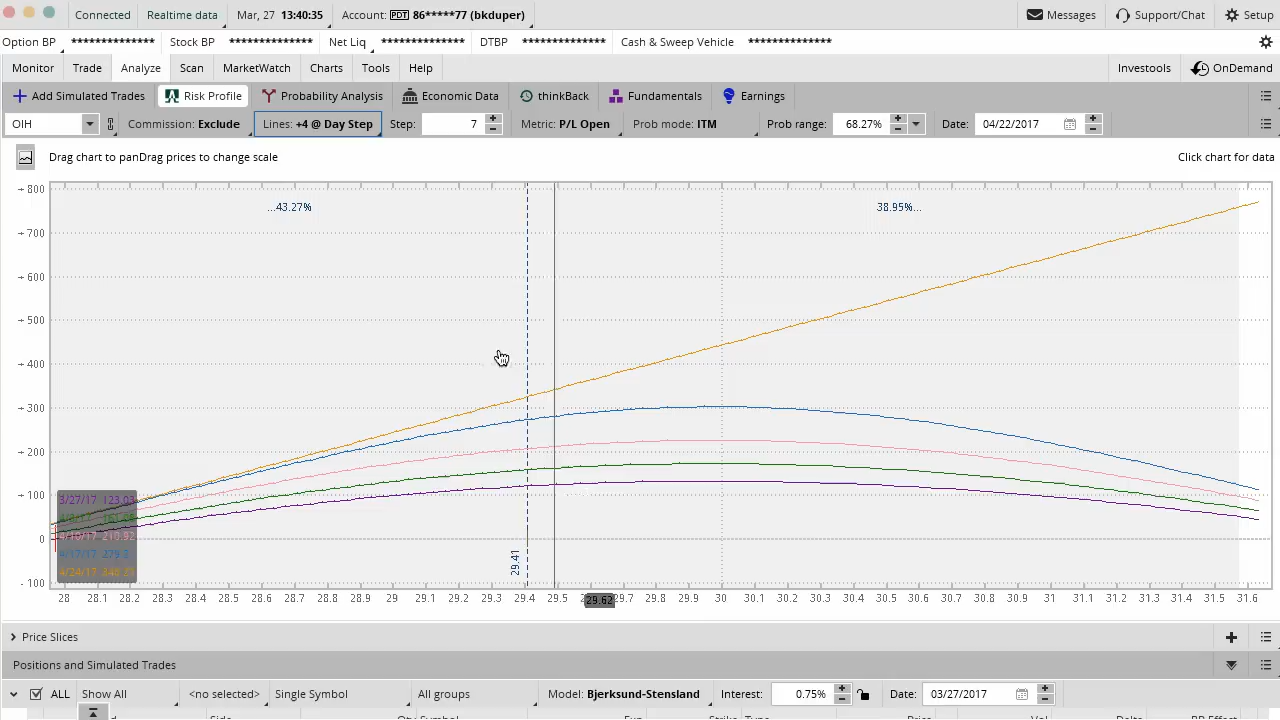 Connected Realtime data Mar, 27 13:40:35 Account: PDT 86*****77 (bkduper) Messages Support/Chat Setup
Option BP ************** Stock BP ************** Net Liq ************** DTBP ************** Cash & Sweep Vehicle **************
Monitor Trade Analyze Scan MarketWatch Charts Tools Help Investools OnDemand
Add Simulated Trades Risk Profile Probability Analysis Economic Data thinkBack Fundamentals Earnings
OIH Commission: Exclude Lines: +4 @ Day Step Step: 7 Metric: P/L Open Prob mode: ITM Prob range: 68.27% Date: 04/22/2017
Drag chart to panDrag prices to change scale Click chart for data
800
...43.27% 38.95%...
700
600
500
400
300
200
100
3/27/17 123.03
0
100
29.41
28 28.1 28.2 28.3 28.4 28.5 28.6 28.7 28.8 28.9 29 29.1 29.2 29.3 29.4 29.5 29.62 29.8 29.9 30 30.1 30.2 30.3 30.4 30.5 30.6 30.7 30.8 30.9 31 31.1 31.2 31.3 31.4 31.5 31.6
Price Slices
Positions and Simulated Trades
ALL Show All <no selected> Single Symbol All groups Model: Bjerksund-Stensland Interest: 0.75% Date: 03/27/2017